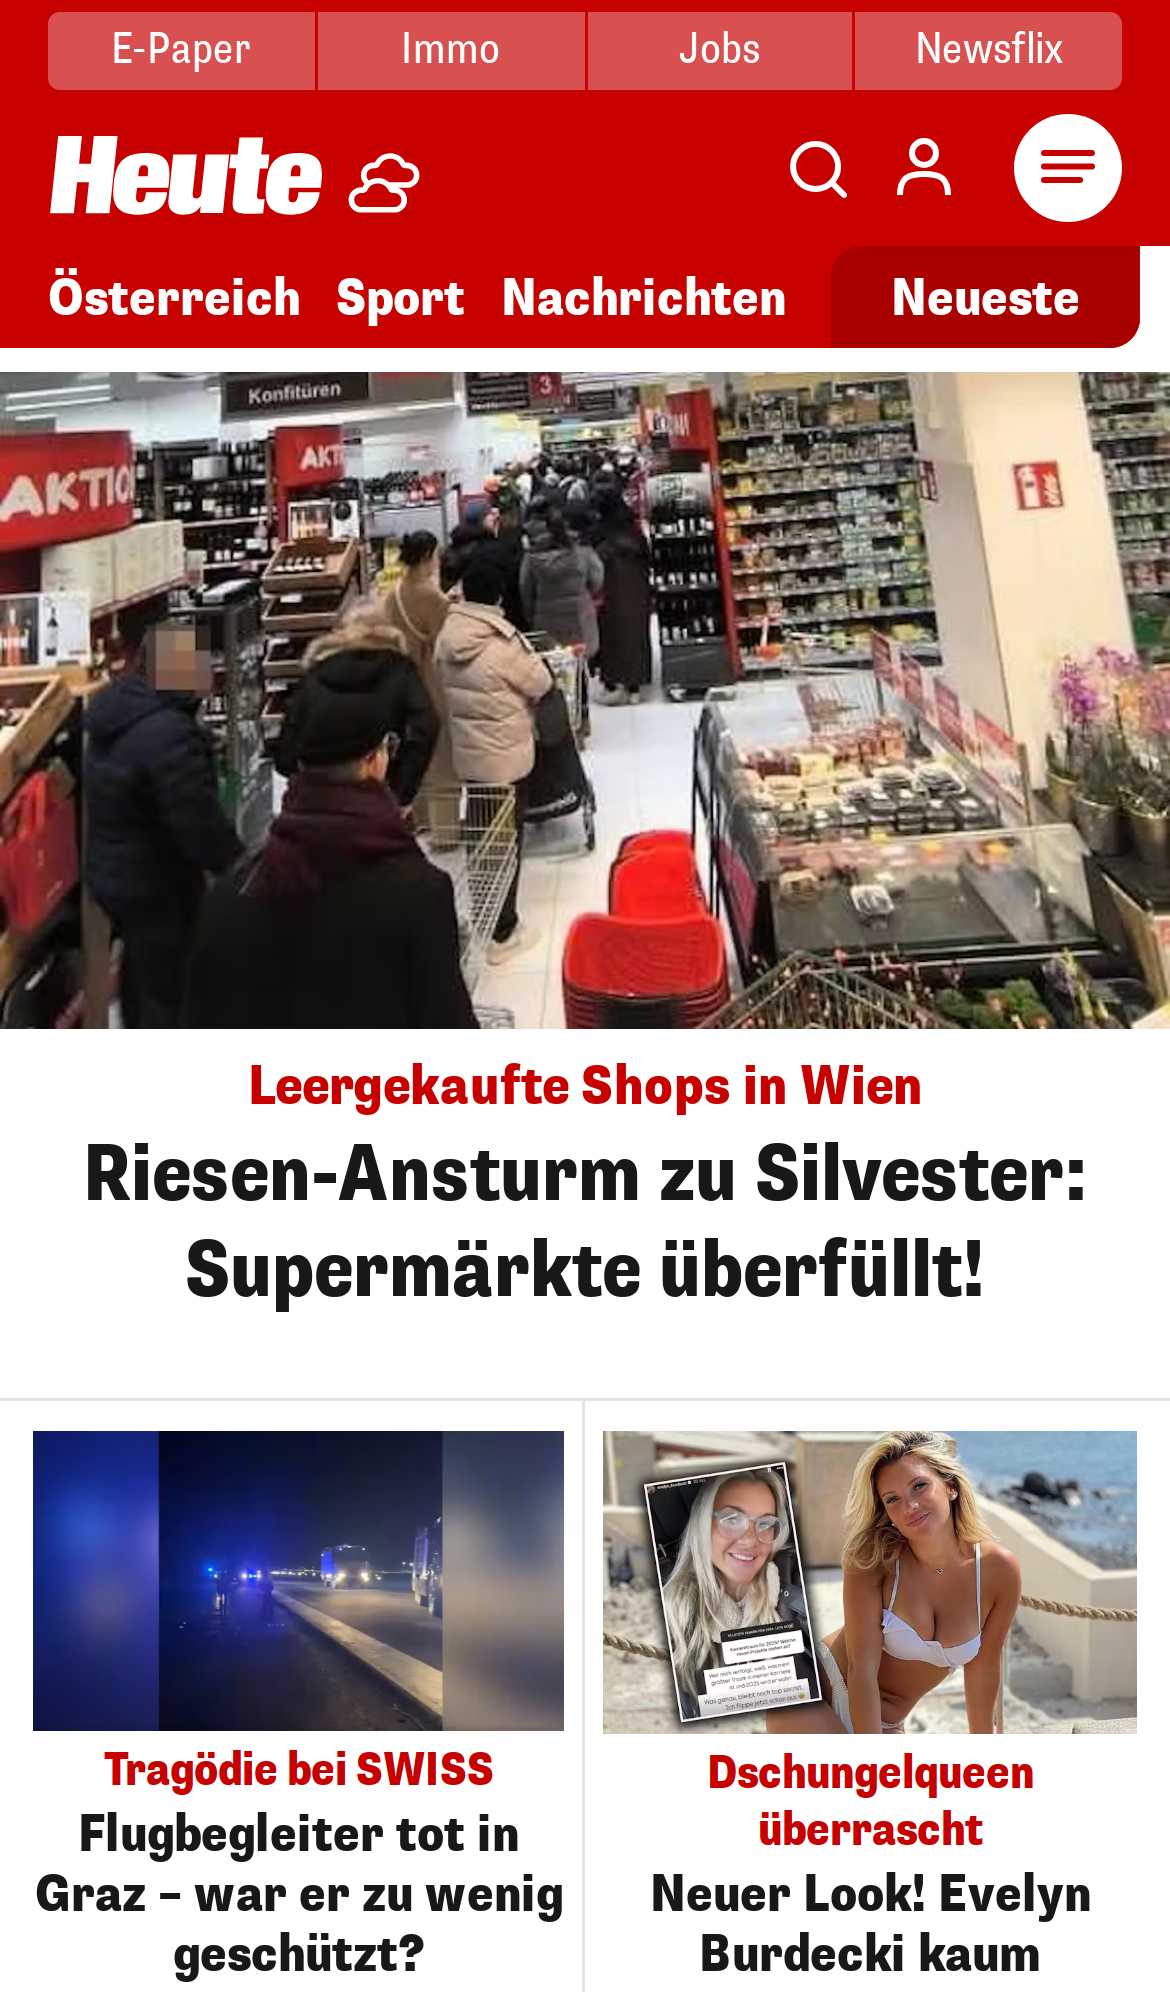 E-Paper
Immo
Jobs
Newsflix
Heute
Österreich
Sport
Nachrichten
Neueste
Konfitüren
3
AKTION
AKT
Leergekaufte Shops in Wien
Riesen-Ansturm zu Silvester:
Supermärkte überfüllt!
Tragödie bei SWISS
Flugbegleiter tot in
Graz – war er zu wenig
geschützt?
Dschungelqueen
überrascht
Neuer Look! Evelyn
Burdecki kaum